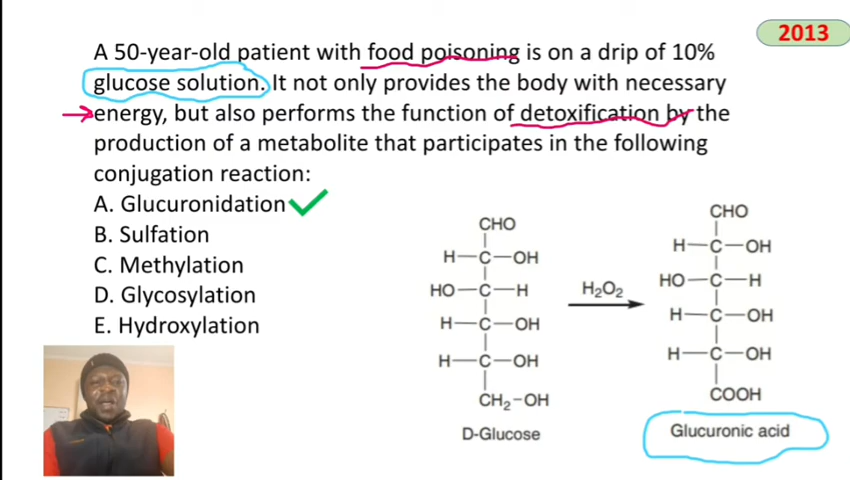 2013
A 50-year-old patient with food poisoning is on a drip of 10%
glucose solution. It not only provides the body with necessary
energy, but also performs the function of detoxification by the
production of a metabolite that participates in the following
conjugation reaction:
A. Glucuronidation
B. Sulfation
C. Methylation
D. Glycosylation
E. Hydroxylation
CHO
H—C—OH
HO—C—H
H—C—OH
H—C—OH
CH₂–OH
D-Glucose
H₂O₂
CHO
H—C—OH
HO—C—H
H—C—OH
H—C—OH
COOH
Glucuronic acid